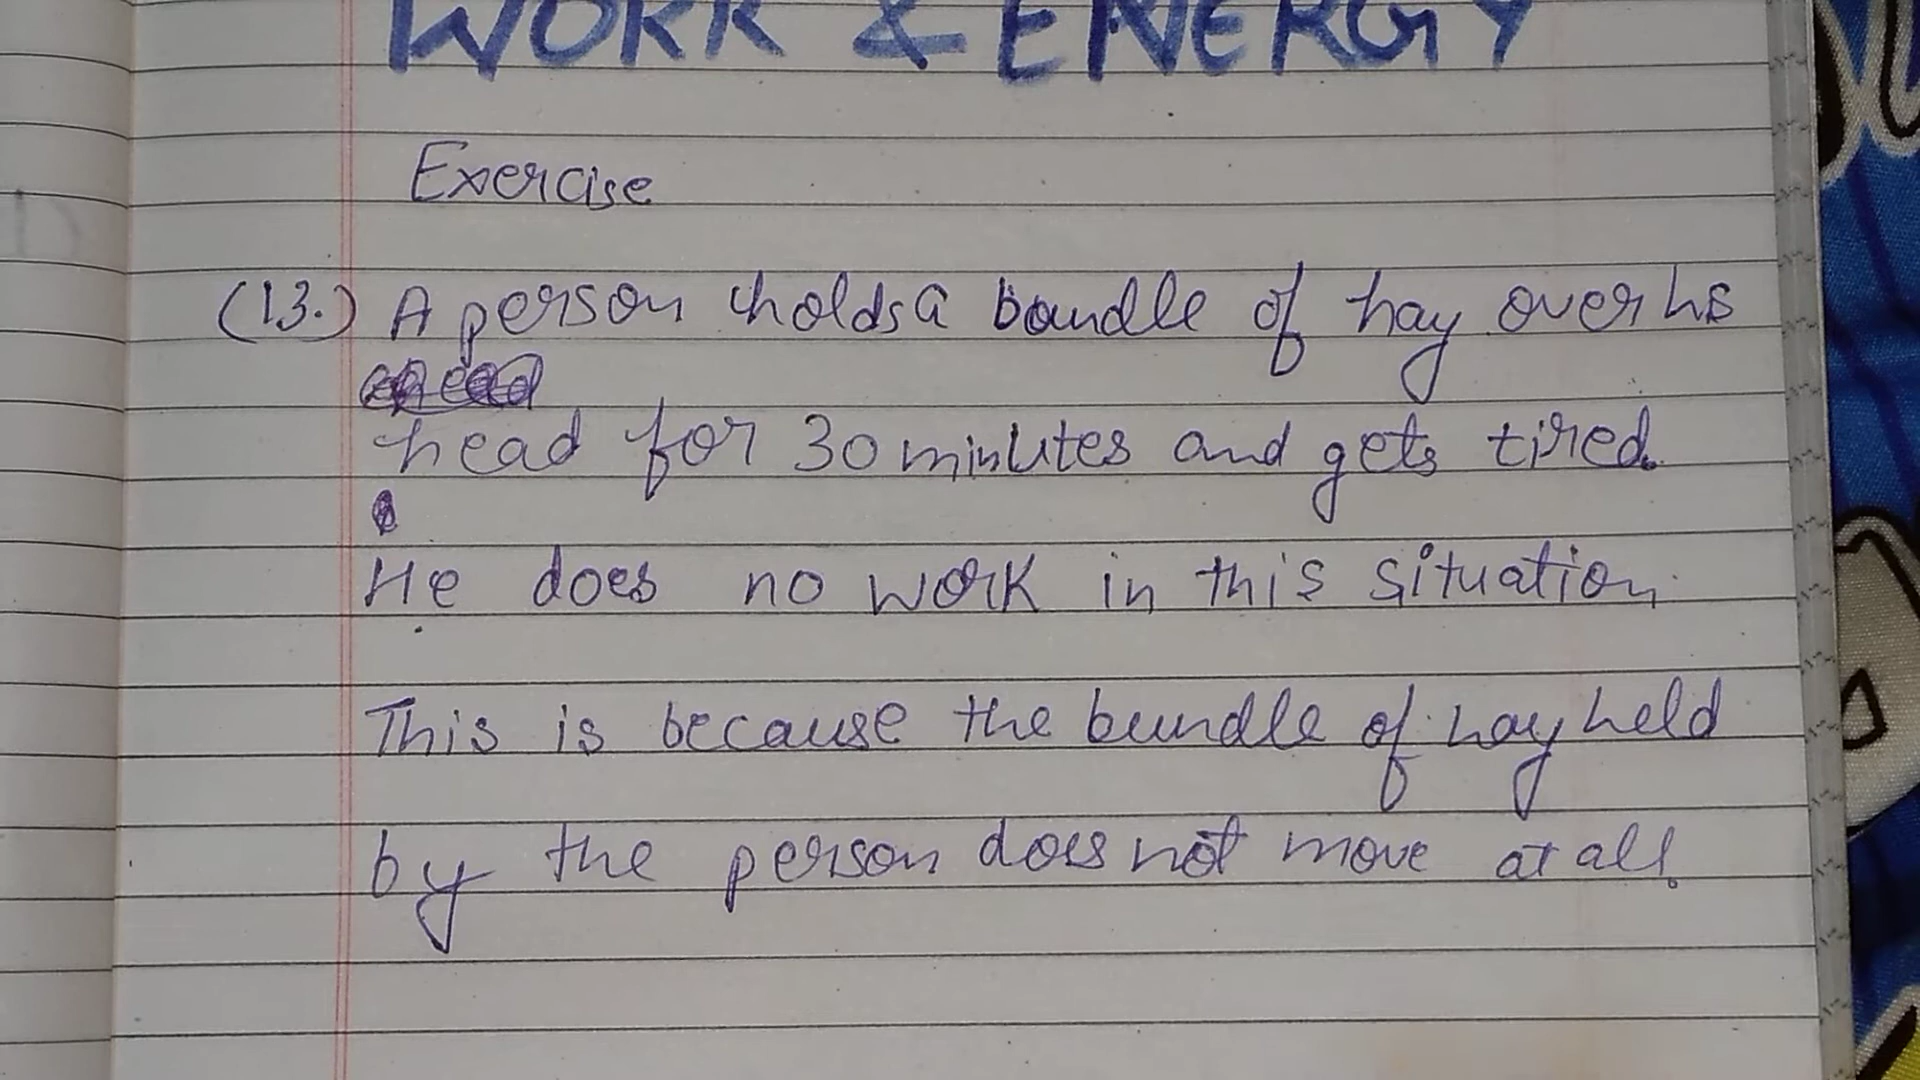 WORK & ENERGY
Exercise
(13.) A person holds a bundle of hay over his
head for 30 minutes and gets tired.
He does no work in this situation.
This is because the bundle of hay held
by the person does not move at all.